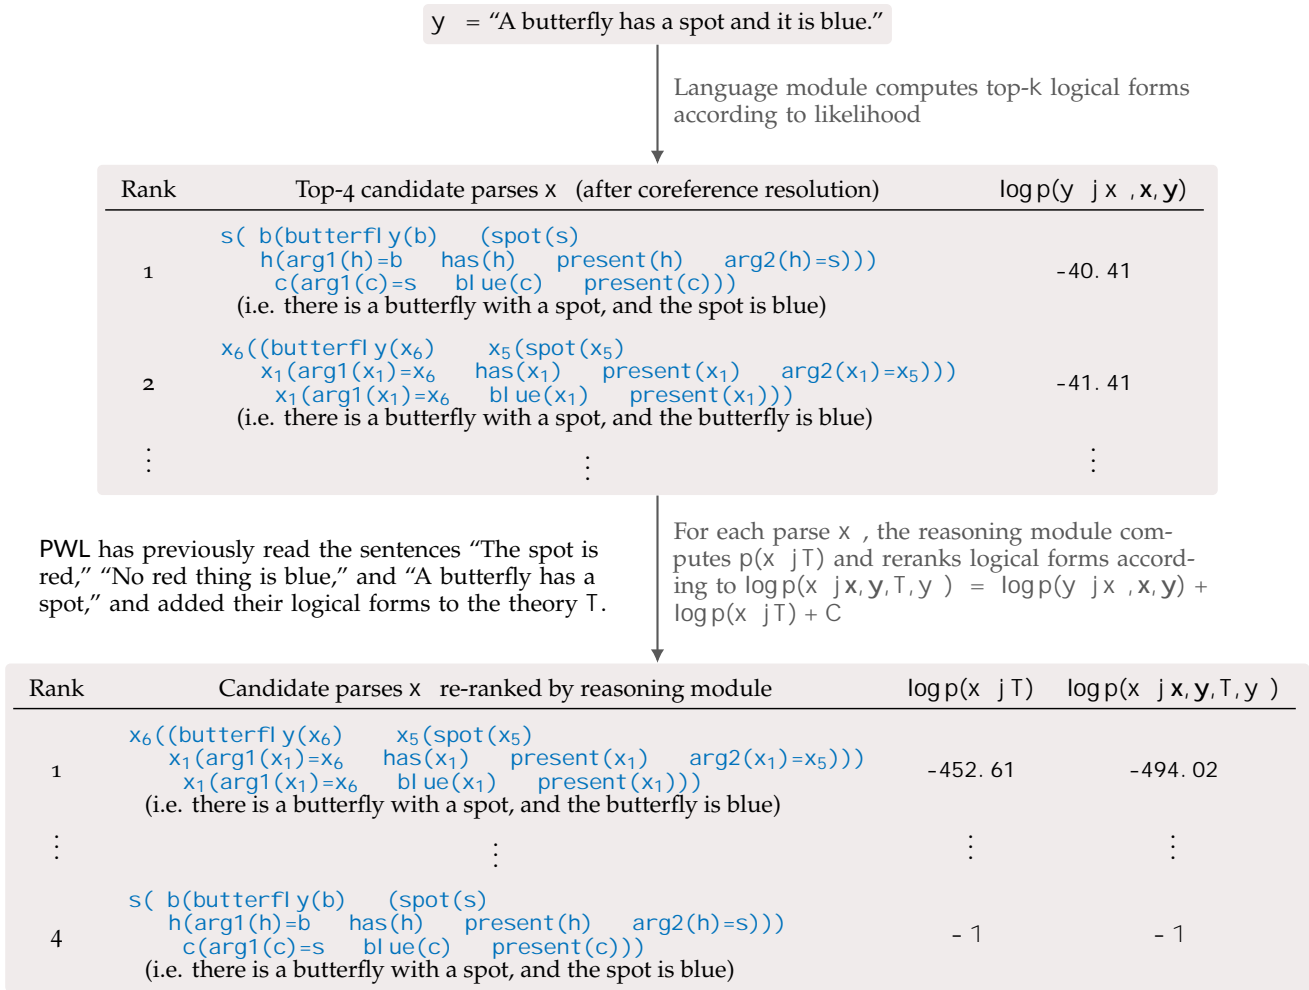 y = “A butterfly has a spot and it is blue.”
Language module computes top-k logical forms
according to likelihood
Rank Top-4 candidate parses x (after coreference resolution) log p(y j x , x, y)
s( b(butterfly(b) (spot(s)
h(arg1(h)=b has(h) present(h) arg2(h)=s)))
1 -40.41
c(arg1(c)=s blue(c) present(c)))
(i.e. there is a butterfly with a spot, and the spot is blue)
x₆((butterfly(x₆) x₅(spot(x₅)
x₁(arg1(x₁)=x₆ has(x₁) present(x₁) arg2(x₁)=x₅)))
2 -41.41
x₁(arg1(x₁)=x₆ blue(x₁) present(x₁)))
(i.e. there is a butterfly with a spot, and the butterfly is blue)
⋮ ⋮ ⋮
PWL has previously read the sentences “The spot is
red,” “No red thing is blue,” and “A butterfly has a
spot,” and added their logical forms to the theory T.
For each parse x , the reasoning module com-
putes p(x jT) and reranks logical forms accord-
ing to log p(x jx, y, T, y ) = log p(y jx , x, y) +
log p(x jT) + C
Rank Candidate parses x re-ranked by reasoning module log p(x jT) log p(x jx, y, T, y )
x₆((butterfly(x₆) x₅(spot(x₅)
x₁(arg1(x₁)=x₆ has(x₁) present(x₁) arg2(x₁)=x₅)))
1 -452.61 -494.02
x₁(arg1(x₁)=x₆ blue(x₁) present(x₁)))
(i.e. there is a butterfly with a spot, and the butterfly is blue)
⋮ ⋮ ⋮ ⋮
s( b(butterfly(b) (spot(s)
h(arg1(h)=b has(h) present(h) arg2(h)=s)))
4 -1 -1
c(arg1(c)=s blue(c) present(c)))
(i.e. there is a butterfly with a spot, and the spot is blue)